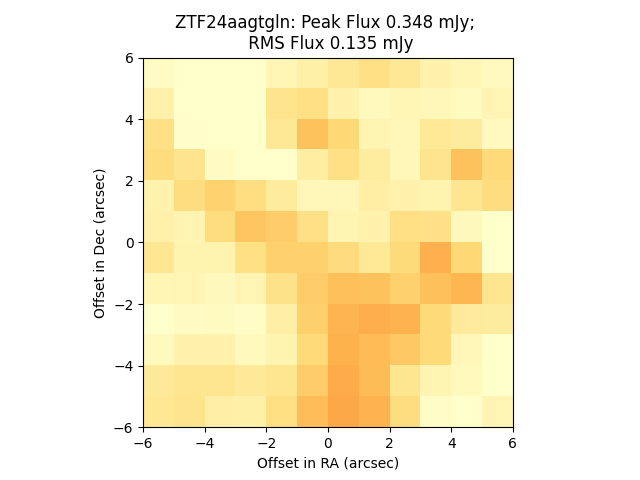 ZTF24aagtgln: Peak Flux 0.348 mJy;
RMS Flux 0.135 mJy
6
4
2
0
−2
−4
−6
Offset in Dec (arcsec)
−6 −4 −2 0 2 4 6
Offset in RA (arcsec)